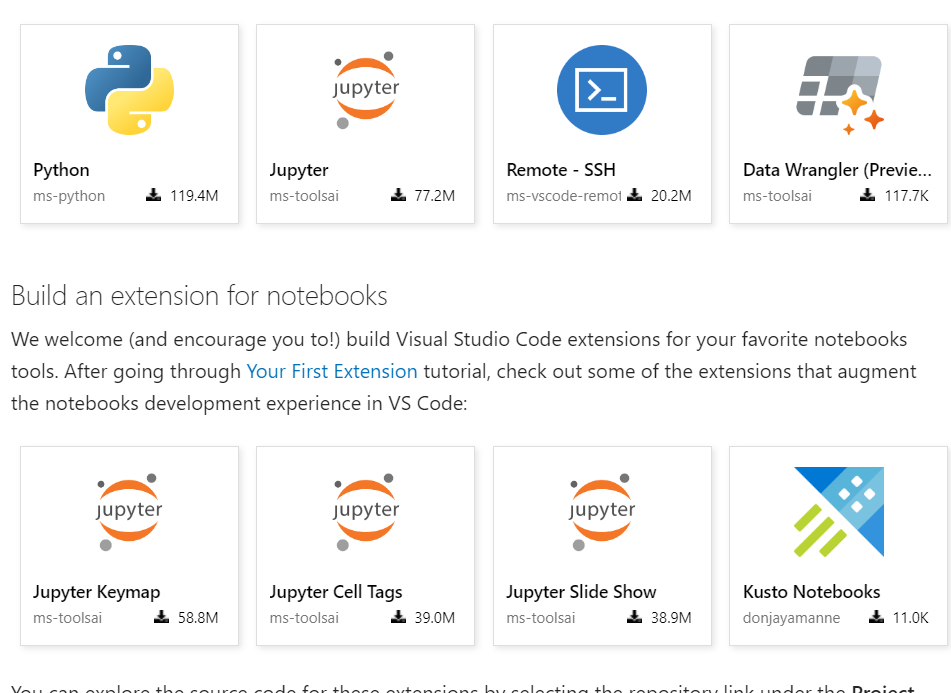 jupyter
Python
Jupyter
Remote - SSH
Data Wrangler (Previe...
ms-python 119.4M
ms-toolsai 77.2M
ms-vscode-remot 20.2M
ms-toolsai 117.7K
Build an extension for notebooks
We welcome (and encourage you to!) build Visual Studio Code extensions for your favorite notebooks
tools. After going through Your First Extension tutorial, check out some of the extensions that augment
the notebooks development experience in VS Code:
jupyter
jupyter
jupyter
Jupyter Keymap
Jupyter Cell Tags
Jupyter Slide Show
Kusto Notebooks
ms-toolsai 58.8M
ms-toolsai 39.0M
ms-toolsai 38.9M
donjayamanne 11.0K
You can explore the source code for these extensions by selecting the repository link under the Project